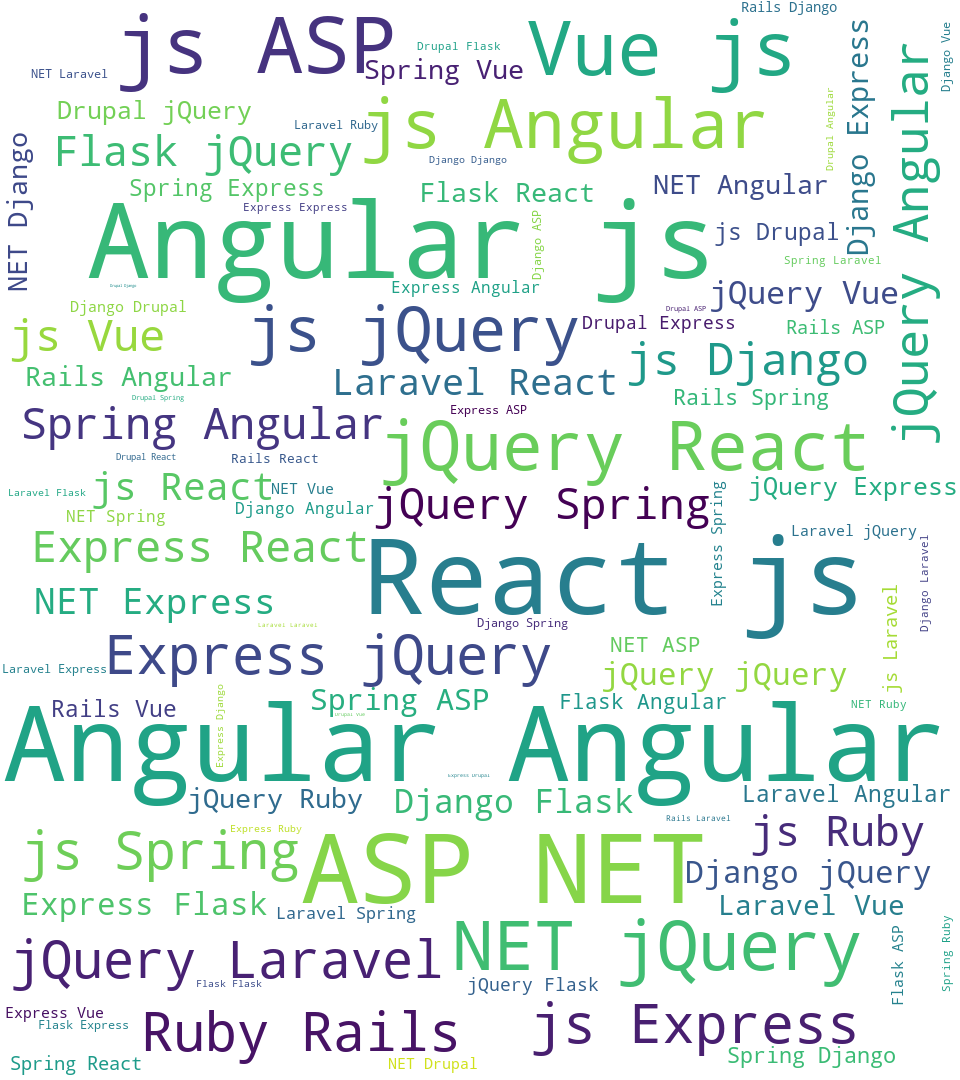 Rails Django
js ASP
Vue js
Drupal Flask
Spring Vue
NET Laravel
Django Vue
Django Express
jQuery Angular
Drupal Angular
Drupal jQuery
js Angular
Laravel Ruby
Flask jQuery
Django Django
NET Django
Spring Express
Flask React
NET Angular
Express Express
Angular js
Django ASP
js Drupal
Spring Laravel
Drupal Django
Express Angular
jQuery Vue
Django Drupal
js jQuery
Drupal ASP
Drupal Express
Rails ASP
js Vue
js Django
Rails Angular
Laravel React
Drupal Spring
Rails Spring
Spring Angular
Express ASP
jQuery React
Drupal React
Rails React
js React
NET Vue
jQuery Express
Laravel Flask
jQuery Spring
Django Angular
NET Spring
Express Spring
Laravel jQuery
Express React
React js
Django Laravel
NET Express
js Laravel
Laravel Laravel
Django Spring
NET ASP
Express jQuery
Laravel Express
jQuery jQuery
Spring ASP
Flask Angular
NET Ruby
Rails Vue
Express Django
Drupal Vue
Angular Angular
Express Drupal
jQuery Ruby
Django Flask
Laravel Angular
Rails Laravel
Express Ruby
js Ruby
js Spring
ASP NET
Django jQuery
Express Flask
Laravel Spring
Laravel Vue
NET jQuery
Flask ASP
Spring Ruby
jQuery Laravel
Flask Flask
jQuery Flask
Express Vue
Flask Express
Ruby Rails
js Express
Spring React
NET Drupal
Spring Django